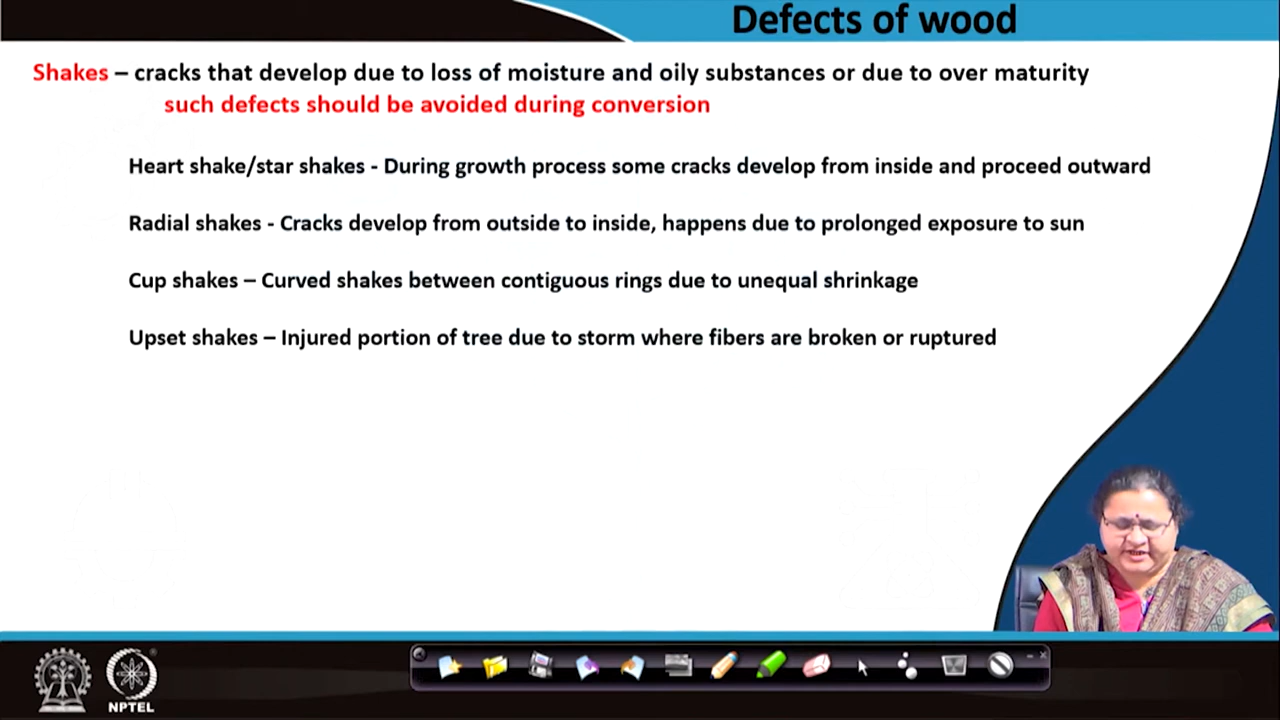 Defects of wood
Shakes – cracks that develop due to loss of moisture and oily substances or due to over maturity
such defects should be avoided during conversion
Heart shake/star shakes - During growth process some cracks develop from inside and proceed outward
Radial shakes - Cracks develop from outside to inside, happens due to prolonged exposure to sun
Cup shakes – Curved shakes between contiguous rings due to unequal shrinkage
Upset shakes – Injured portion of tree due to storm where fibers are broken or ruptured
NPTEL